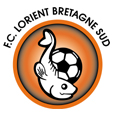 F.C. LORIENT BRETAGNE SUD